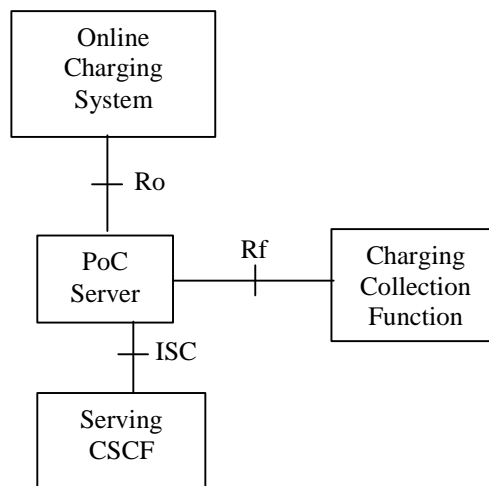 Online
Charging
System
Ro
PoC
Server
Rf
Charging
Collection
Function
ISC
Serving
CSCF